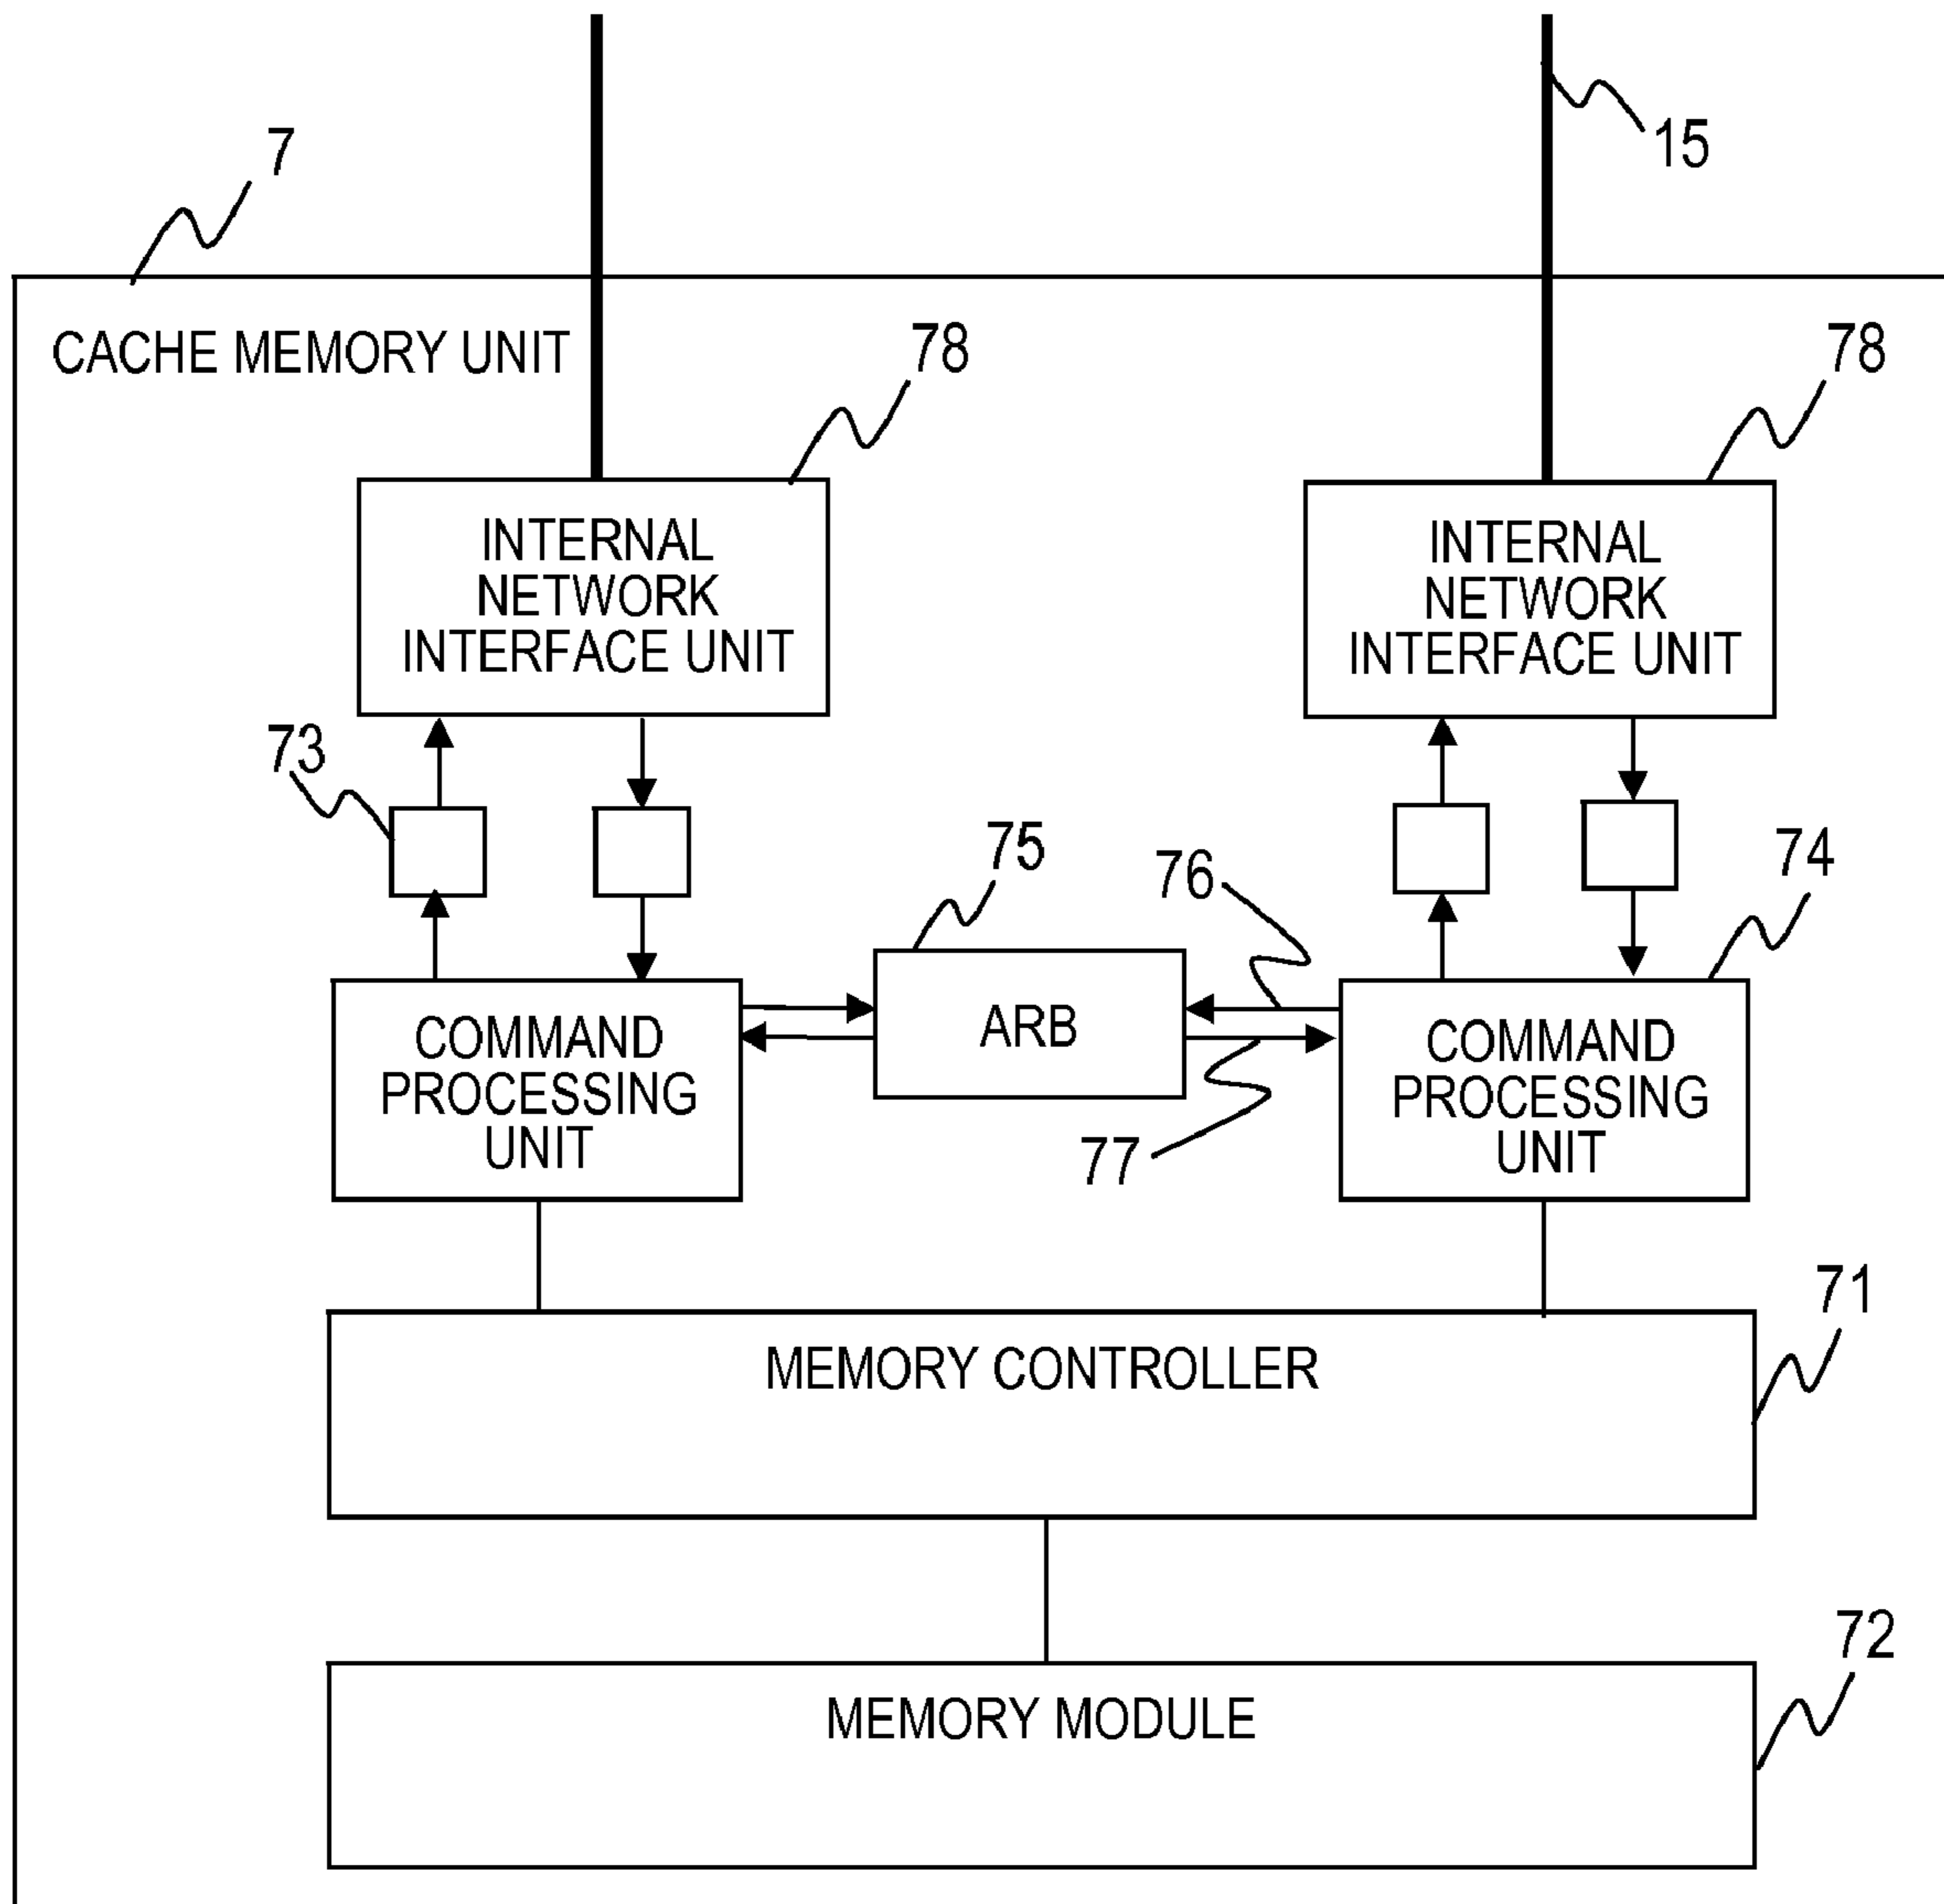 15
7
CACHE MEMORY UNIT
78
78
INTERNAL
NETWORK
INTERFACE UNIT
INTERNAL
NETWORK
INTERFACE UNIT
73
75
76
74
COMMAND
PROCESSING
UNIT
ARB
COMMAND
PROCESSING
UNIT
77
71
MEMORY CONTROLLER
72
MEMORY MODULE